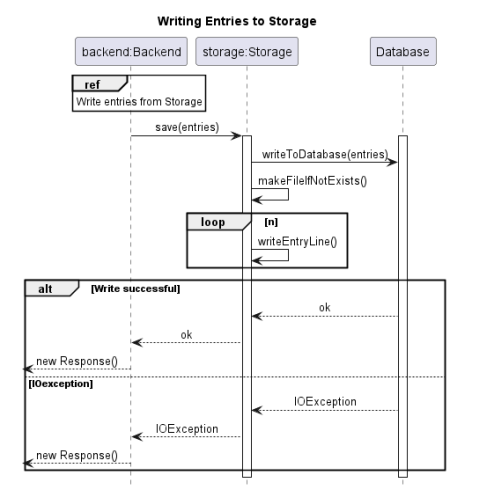 Writing Entries to Storage
backend:Backend
storage:Storage
Database
ref
Write entries from Storage
save(entries)
writeToDatabase(entries)
makeFileIfNotExists()
loop
[n]
writeEntryLine()
alt
[Write successful]
ok
ok
new Response()
[IOexception]
IOException
IOException
new Response()